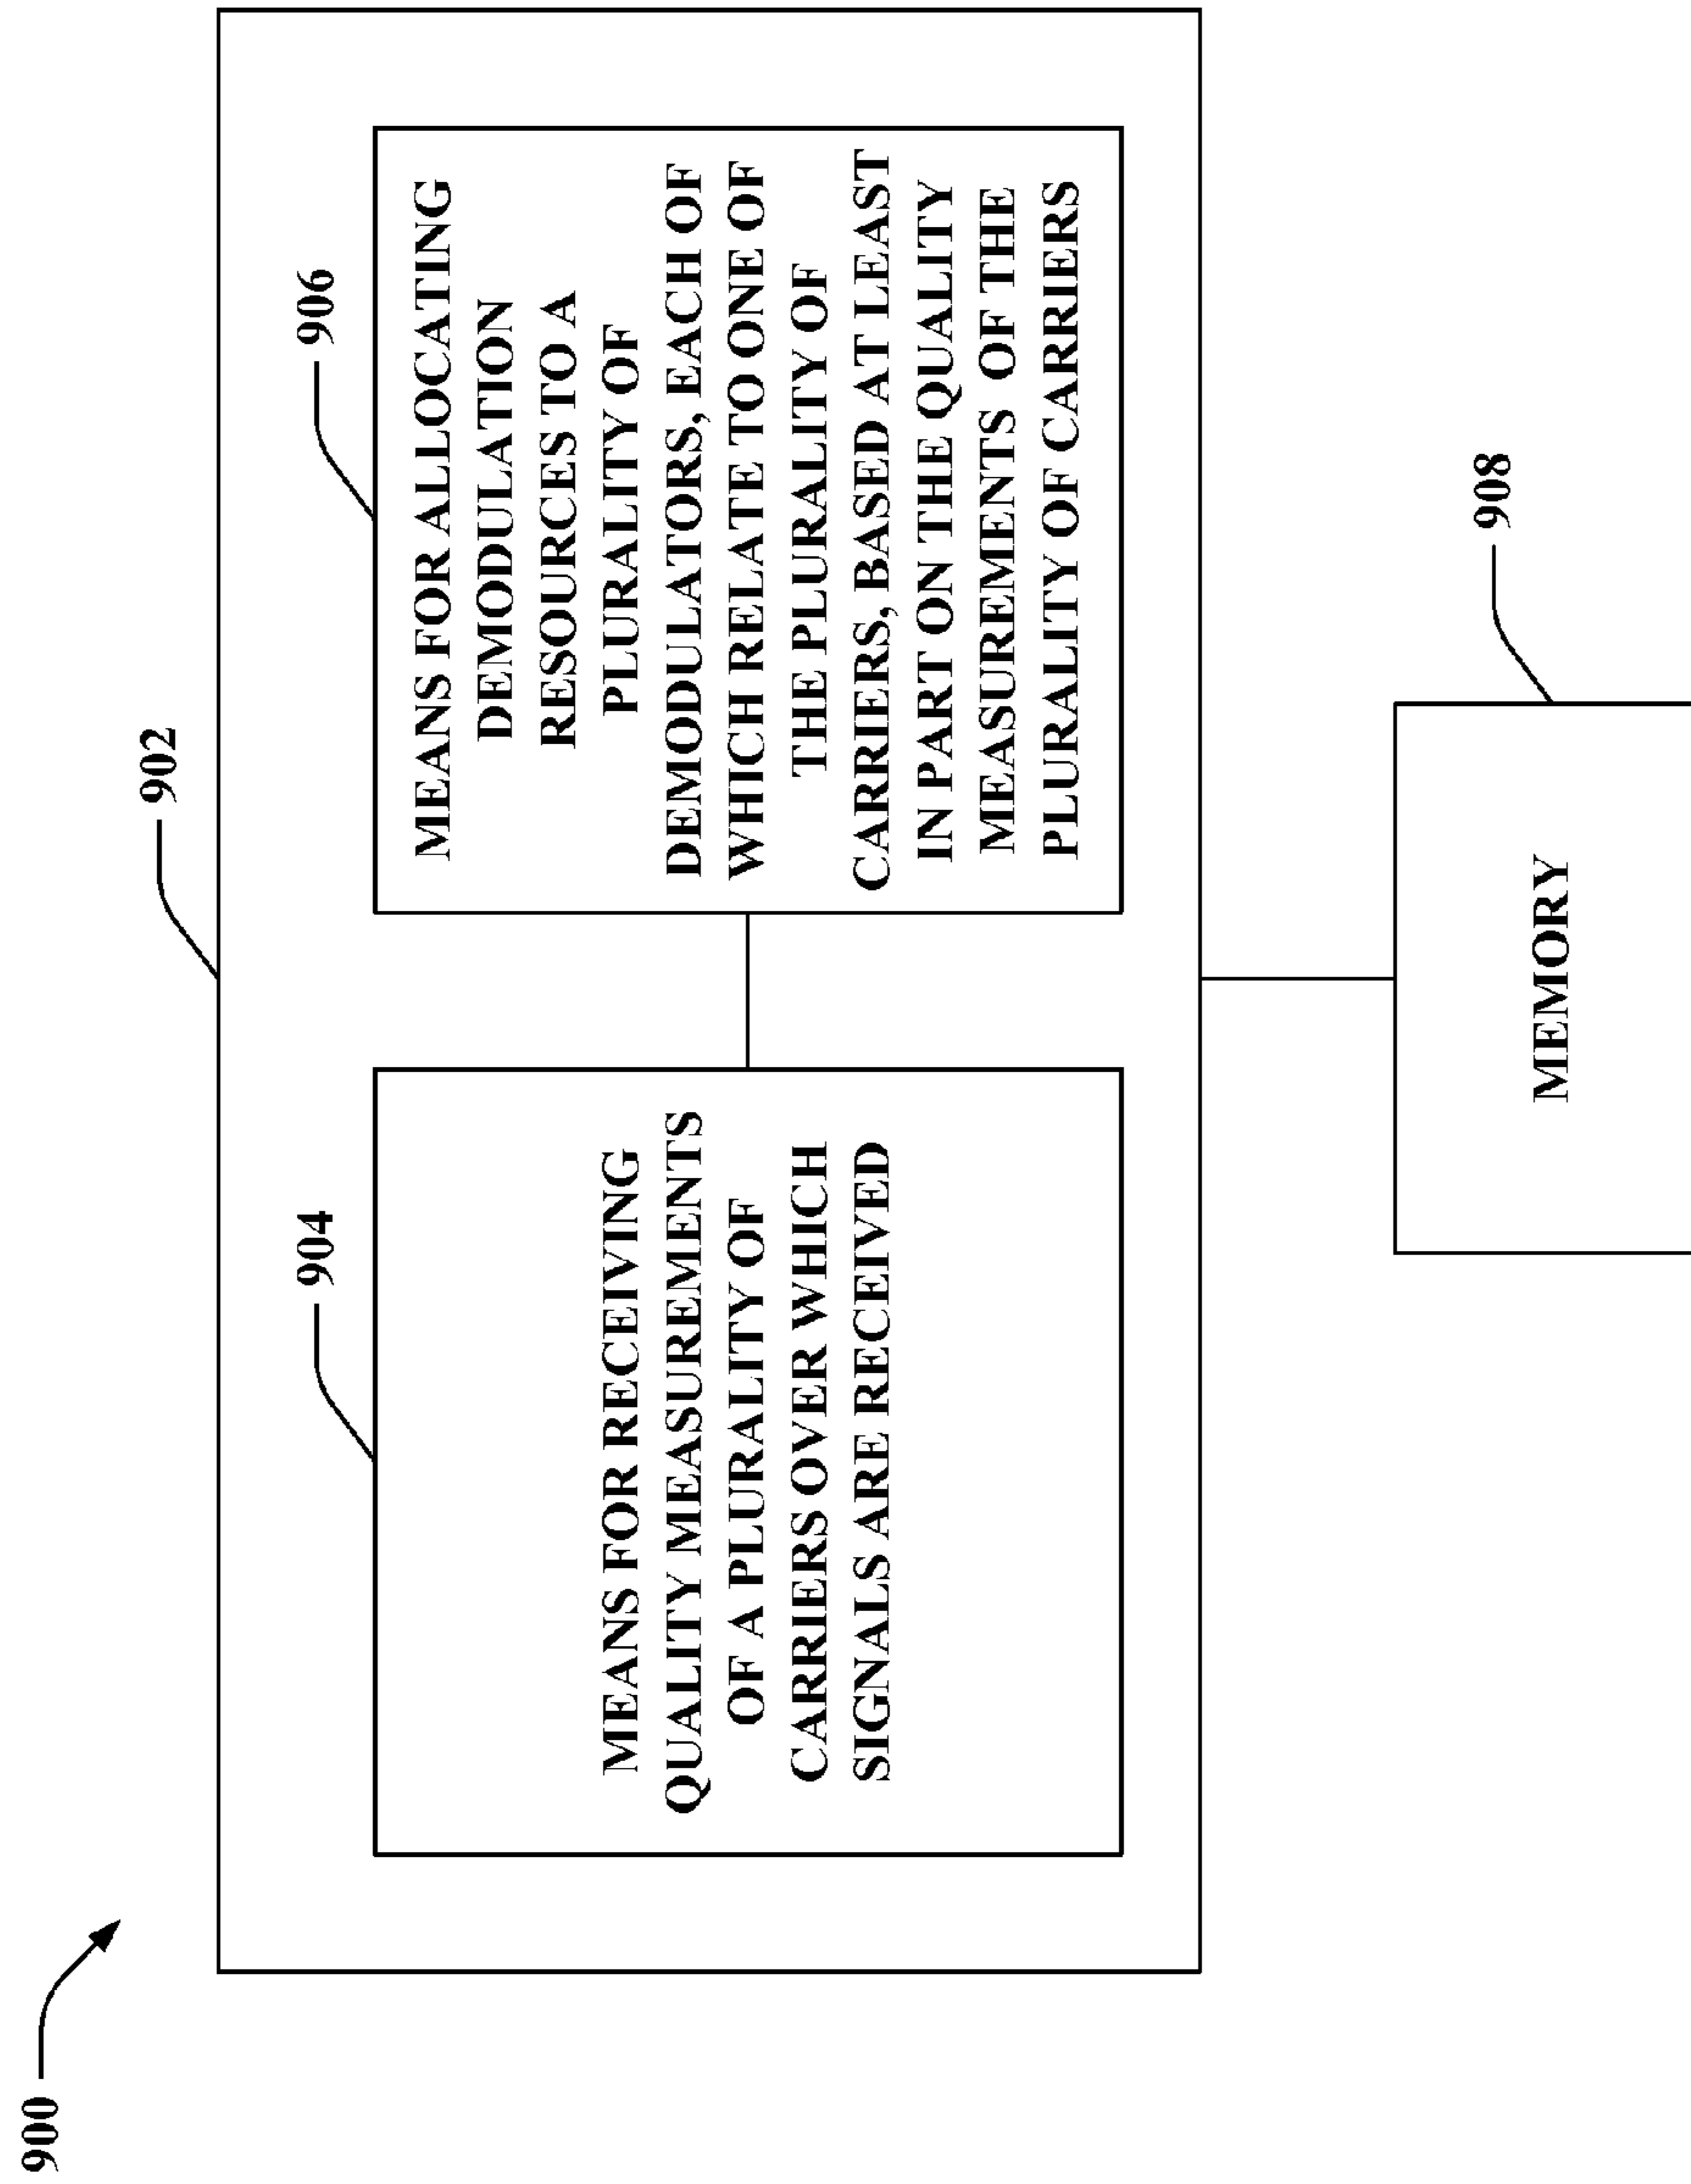 900
902
904
MEANS FOR RECEIVING
QUALITY MEASUREMENTS
OF A PLURALITY OF
CARRIERS OVER WHICH
SIGNALS ARE RECEIVED
906
MEANS FOR ALLOCATING
DEMODULATION
RESOURCES TO A
PLURALITY OF
DEMODULATORS, EACH OF
WHICH RELATE TO ONE OF
THE PLURALITY OF
CARRIERS, BASED AT LEAST
IN PART ON THE QUALITY
MEASUREMENTS OF THE
PLURALITY OF CARRIERS
908
MEMORY